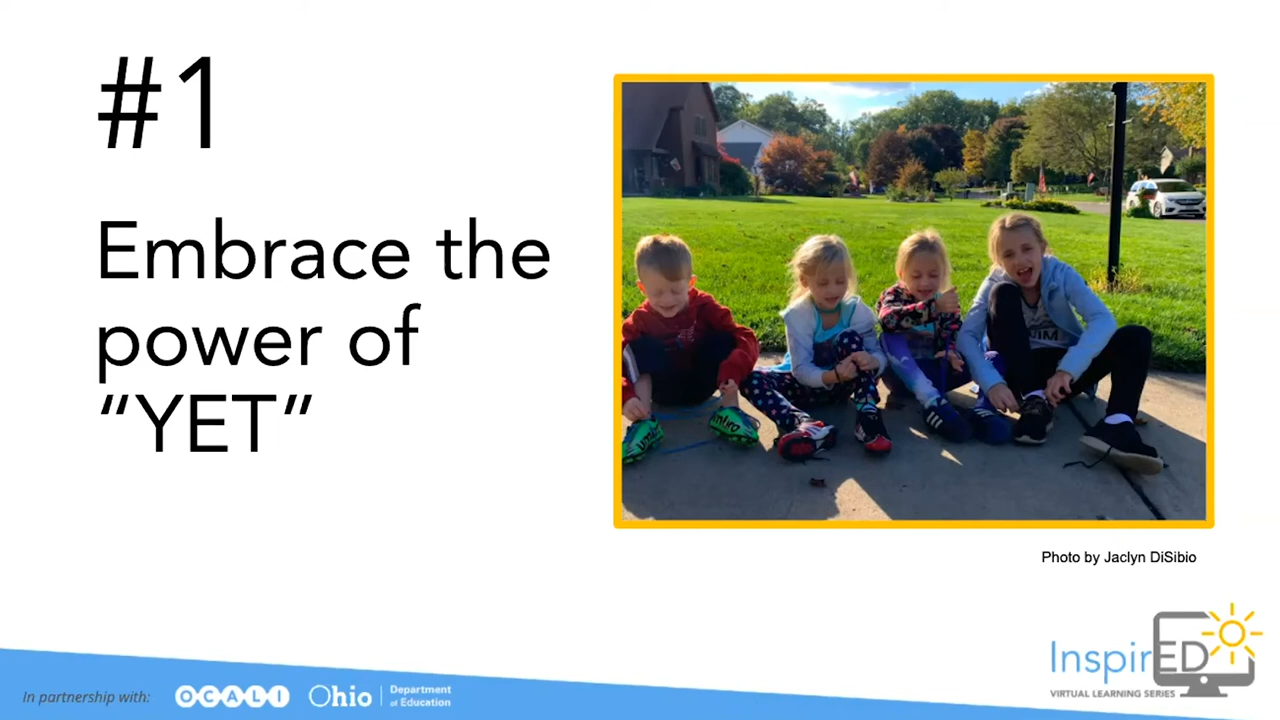 #1
Embrace the
power of
“YET”
Photo by Jaclyn DiSibio
InspirED
VIRTUAL LEARNING SERIES
In partnership with:
OCALI
Ohio
Department
of Education
umbro